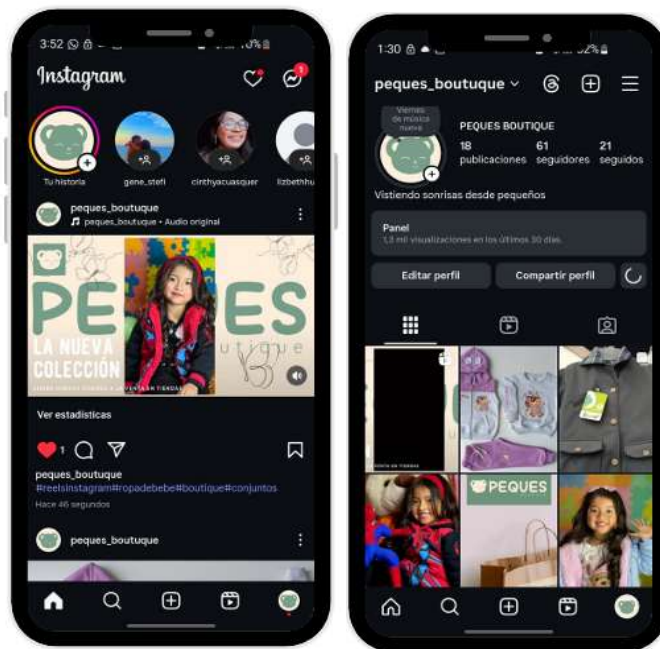 3:52
10%
Instagram
1
Tu historia
gene_stefi
cinthyacuasquer
lizbethhu
peques_boutuque
peques_boutuque • Audio original
PE ES
LA NUEVA
COLECCIÓN
utique
Ver estadísticas
1
peques_boutuque
#reelsinstagram#ropadebebe#boutique#conjuntos
Hace 46 segundos
peques_boutuque
1:30
peques_boutuque
Viernes
de música
nueva
PEQUES BOUTIQUE
18 61 21
publicaciones seguidores seguidos
Vistiendo sonrisas desde pequeños
Panel
1,3 mil visualizaciones en los últimos 30 días.
Editar perfil Compartir perfil
PEQUES